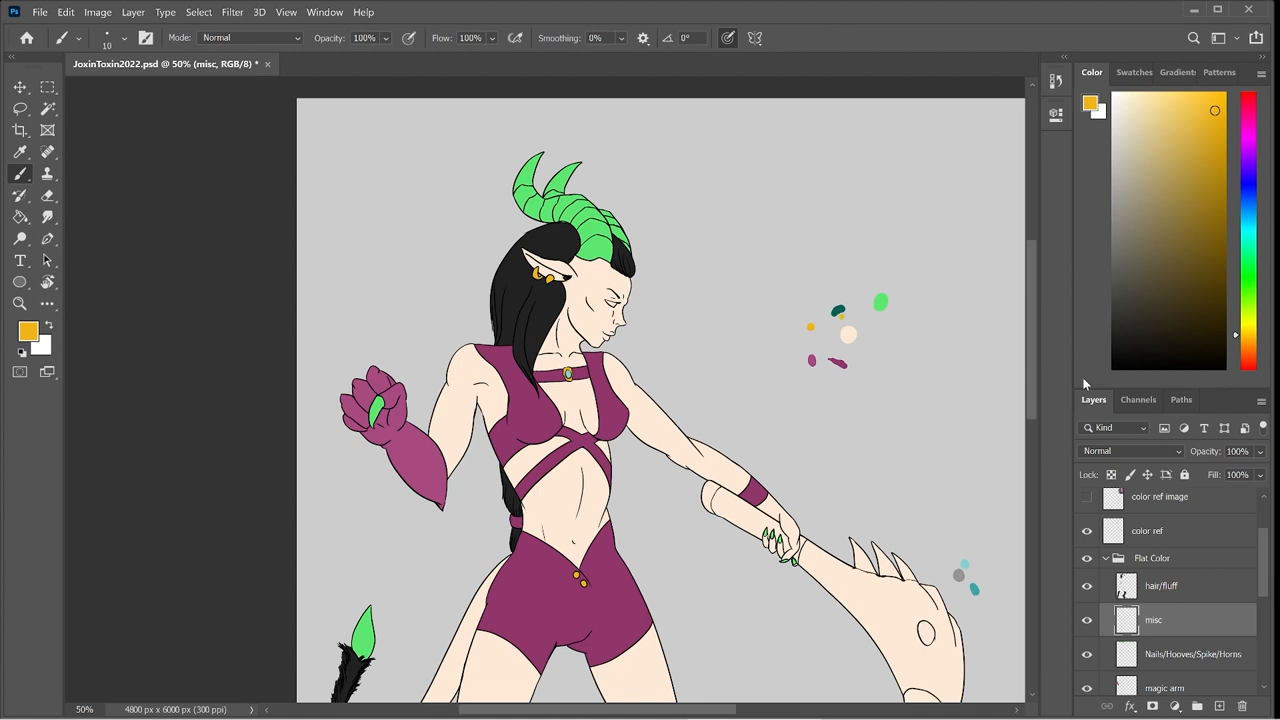 Ps File Edit Image Layer Type Select Filter 3D View Window Help
10 Mode: Normal Opacity: 100% Flow: 100% Smoothing: 0% 0°
JoxinToxin2022.psd @ 50% (misc, RGB/8) * ×
Color Swatches Gradients Patterns
Layers Channels Paths
Kind
Normal Opacity: 100%
Lock: Fill: 100%
color ref image
color ref
Flat Color
hair/fluff
misc
Nails/Hooves/Spike/Horns
magic arm
50% 4800 px x 6000 px (300 ppi)